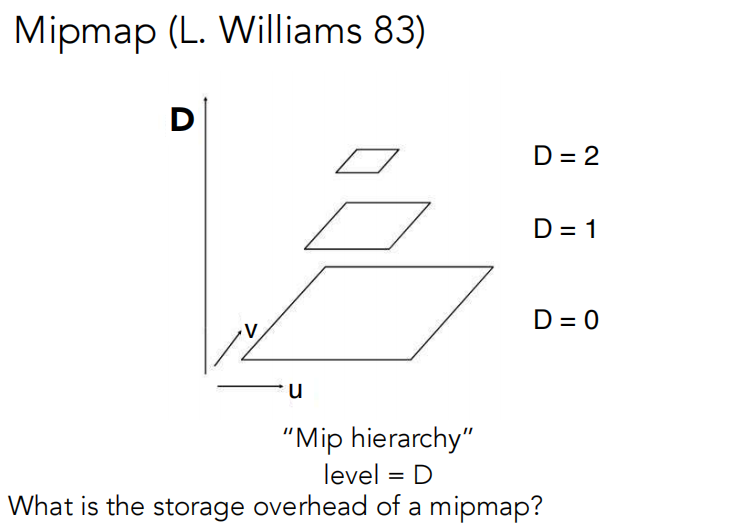 Mipmap (L. Williams 83)
D
D = 2
D = 1
D = 0
v
u
"Mip hierarchy"
level = D
What is the storage overhead of a mipmap?